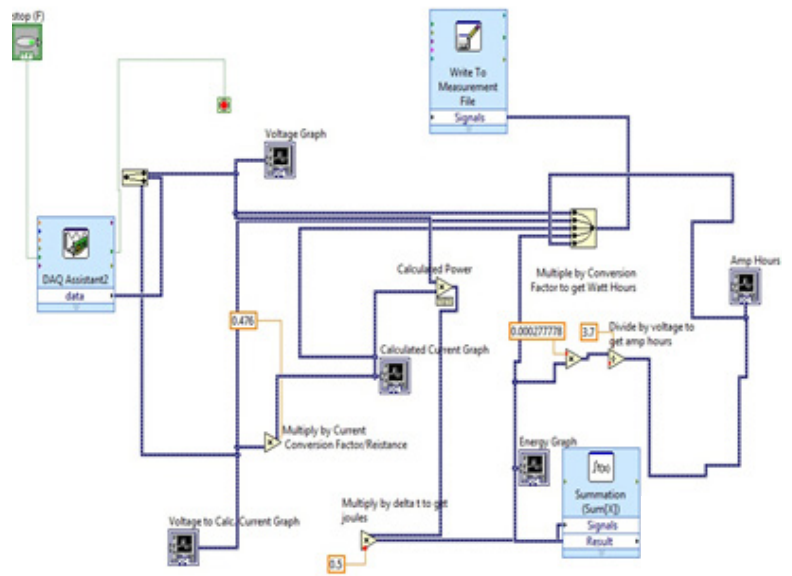 stop (F)
Write To
Measurement
File
Signals
Voltage Graph
DAQ Assistant2
data
Calculated Power
Multiple by Conversion
Factor to get Watt Hours
Amp Hours
0.476
0.000277778
3.7
Divide by voltage to
get amp hours
Calculated Current Graph
Multiply by Current
Conversion Factor/Reistance
Energy Graph
Summation
(Sum[X])
Signals
Result
Multiply by delta t to get
joules
Voltage to Calc. Current Graph
0.5